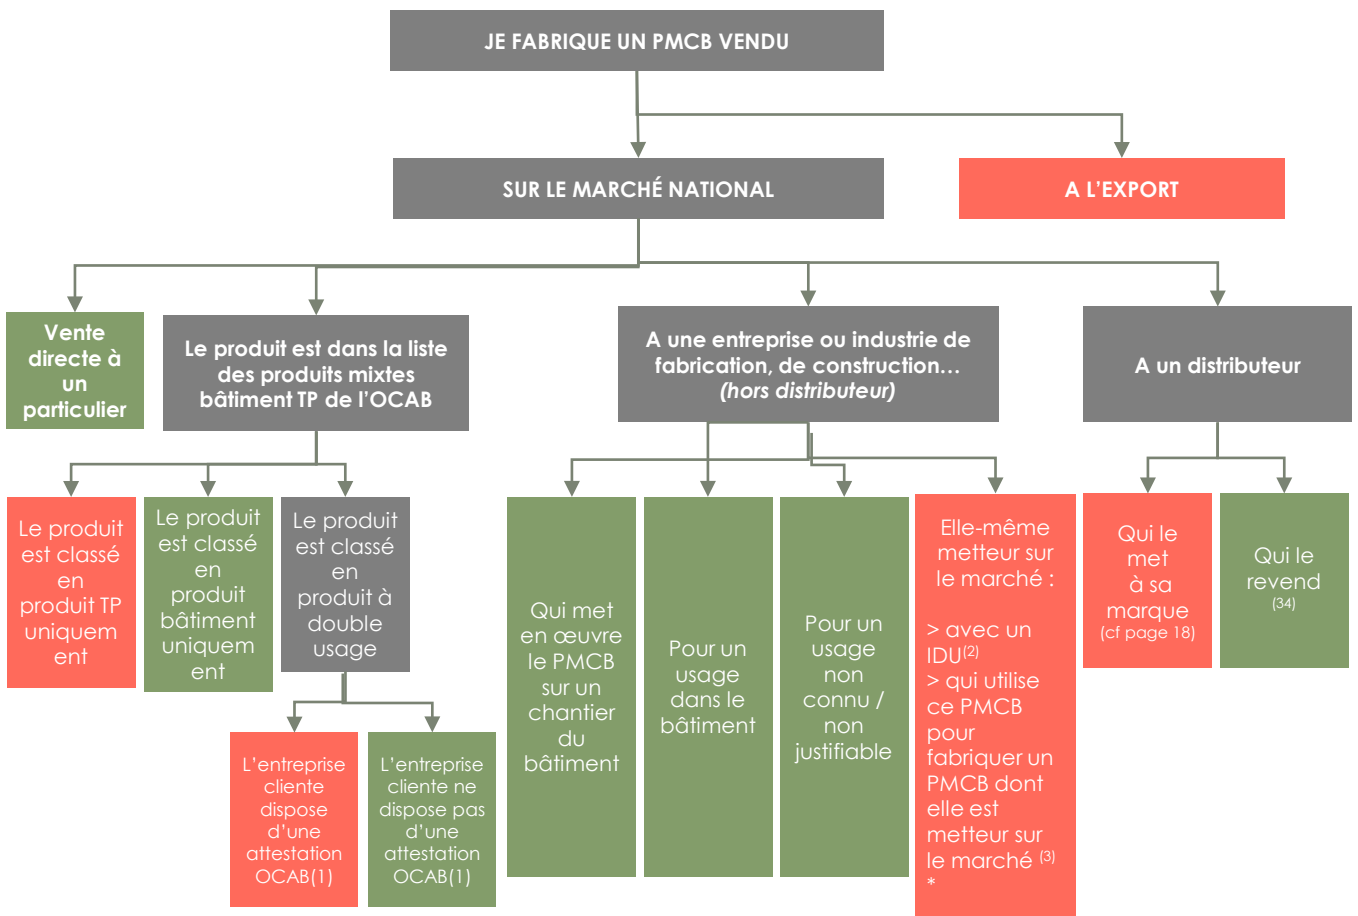 JE FABRIQUE UN PMCB VENDU
SUR LE MARCHÉ NATIONAL
A L’EXPORT
Vente
directe à
un
particulier
Le produit est dans la liste
des produits mixtes
bâtiment TP de l’OCAB
A une entreprise ou industrie de
fabrication, de construction…
(hors distributeur)
A un distributeur
Le produit
est classé
en
produit TP
uniquem
ent
Le produit
est classé
en
produit
bâtiment
uniquem
ent
Le produit
est classé
en
produit à
double
usage
L’entreprise
cliente
dispose
d’une
attestation
OCAB(1)
L’entreprise
cliente ne
dispose pas
d’une
attestation
OCAB(1)
Qui met
en œuvre
le PMCB
sur un
chantier
du
bâtiment
Pour un
usage
dans le
bâtiment
Pour un
usage
non
connu /
non
justifiable
Elle-même
metteur sur
le marché :
> avec un
IDU(2)
> qui utilise
ce PMCB
pour
fabriquer un
PMCB dont
elle est
metteur sur
le marché (3)
*
Qui le
met
à sa
marque
(cf page 18)
Qui le
revend
(34)